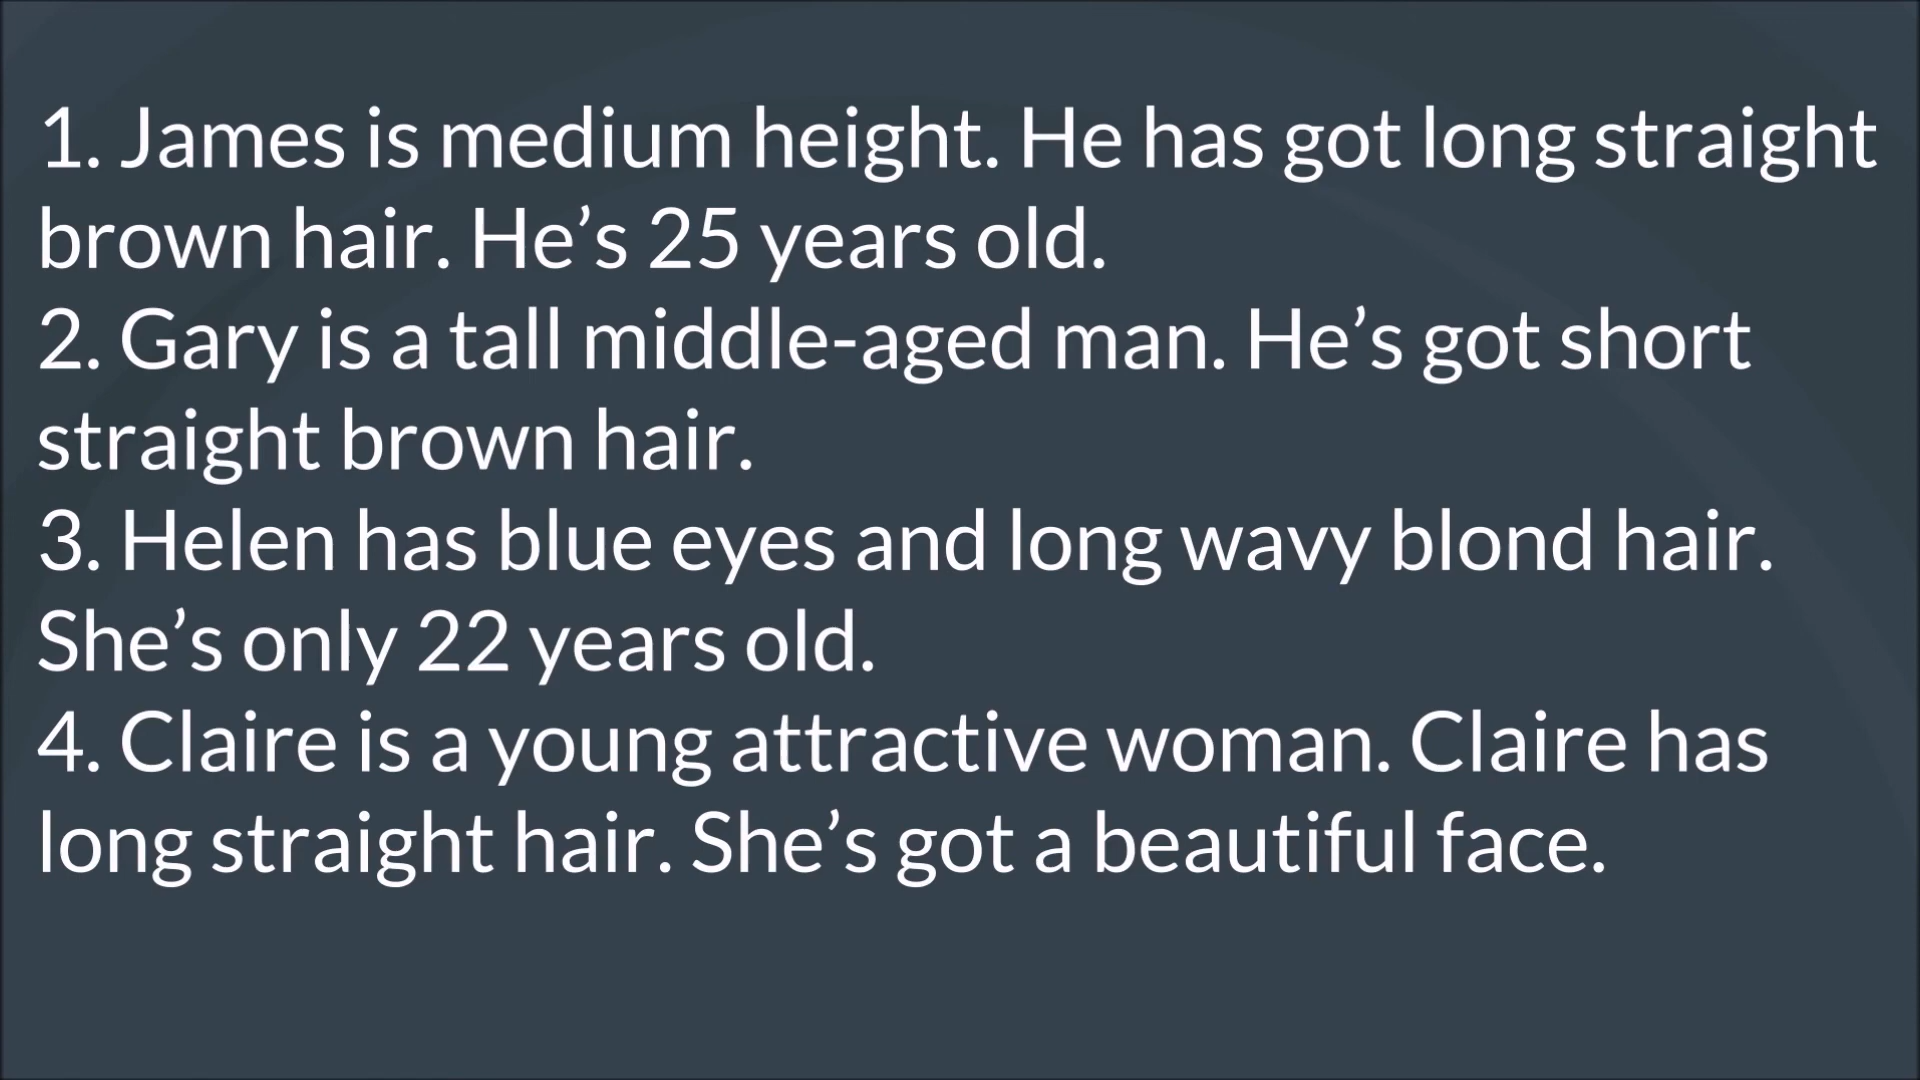 1. James is medium height. He has got long straight
brown hair. He’s 25 years old.
2. Gary is a tall middle-aged man. He’s got short
straight brown hair.
3. Helen has blue eyes and long wavy blond hair.
She’s only 22 years old.
4. Claire is a young attractive woman. Claire has
long straight hair. She’s got a beautiful face.